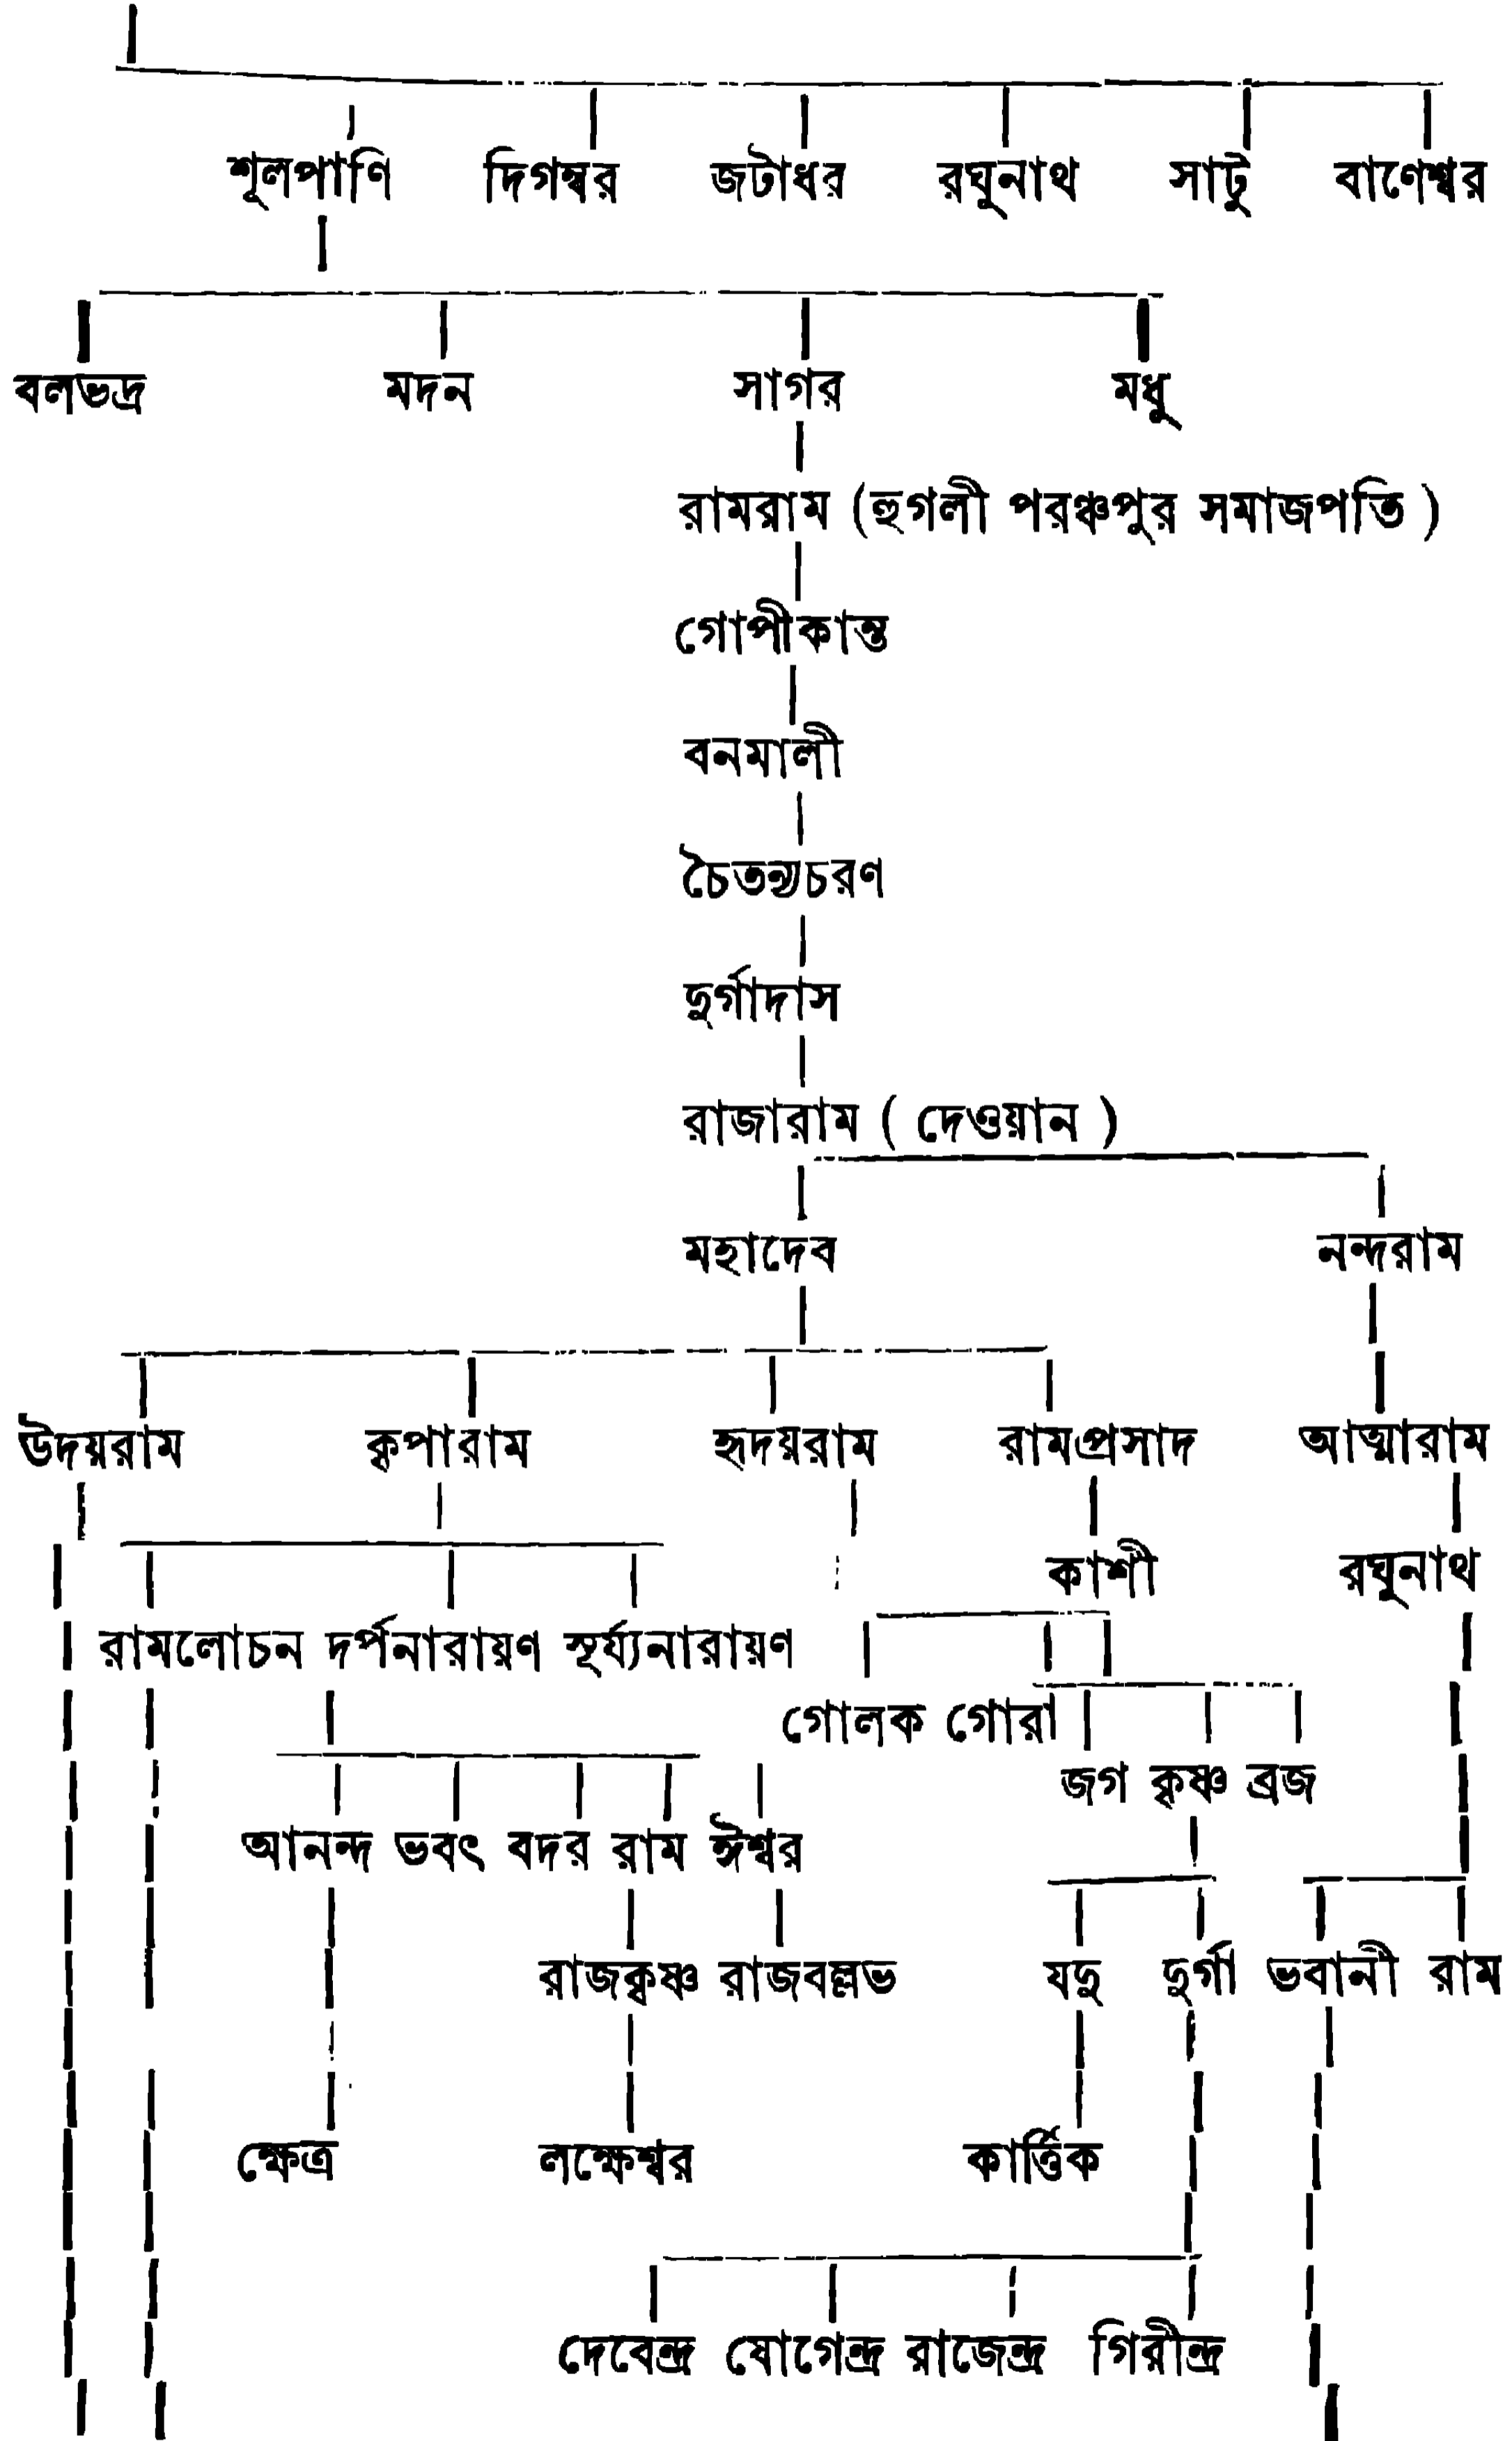 শূলপাণি দিগম্বর জটাধর রঘুনাথ সাটু বাণেশ্বর
বলভদ্র মদন সাগর মধু
রামরাম (হুগলী পরঞ্চপুর সমাজপতি )
গোপীকান্ত
বনমালী
চৈতন্যচরণ
দুর্গাদাস
রাজারাম ( দেওয়ান )
মহাদেব নন্দরাম
উদয়রাম কৃপারাম হৃদয়রাম রামপ্রসাদ আত্মারাম
কাশী রঘুনাথ
রামলোচন দর্পনারায়ণ সূর্য্যনারায়ণ
গোলক গোরা
জগ কৃষ্ণ ব্রজ
আনন্দ ভবৎ বদর রাম ঈশ্বর
রাজকৃষ্ণ রাজবল্লভ যদু দুর্গা ভবানী রাম
ক্ষেত্র লক্ষেশ্বর কার্ত্তিক
দেবেন্দ্র যোগেন্দ্র রাজেন্দ্র গিরীন্দ্র